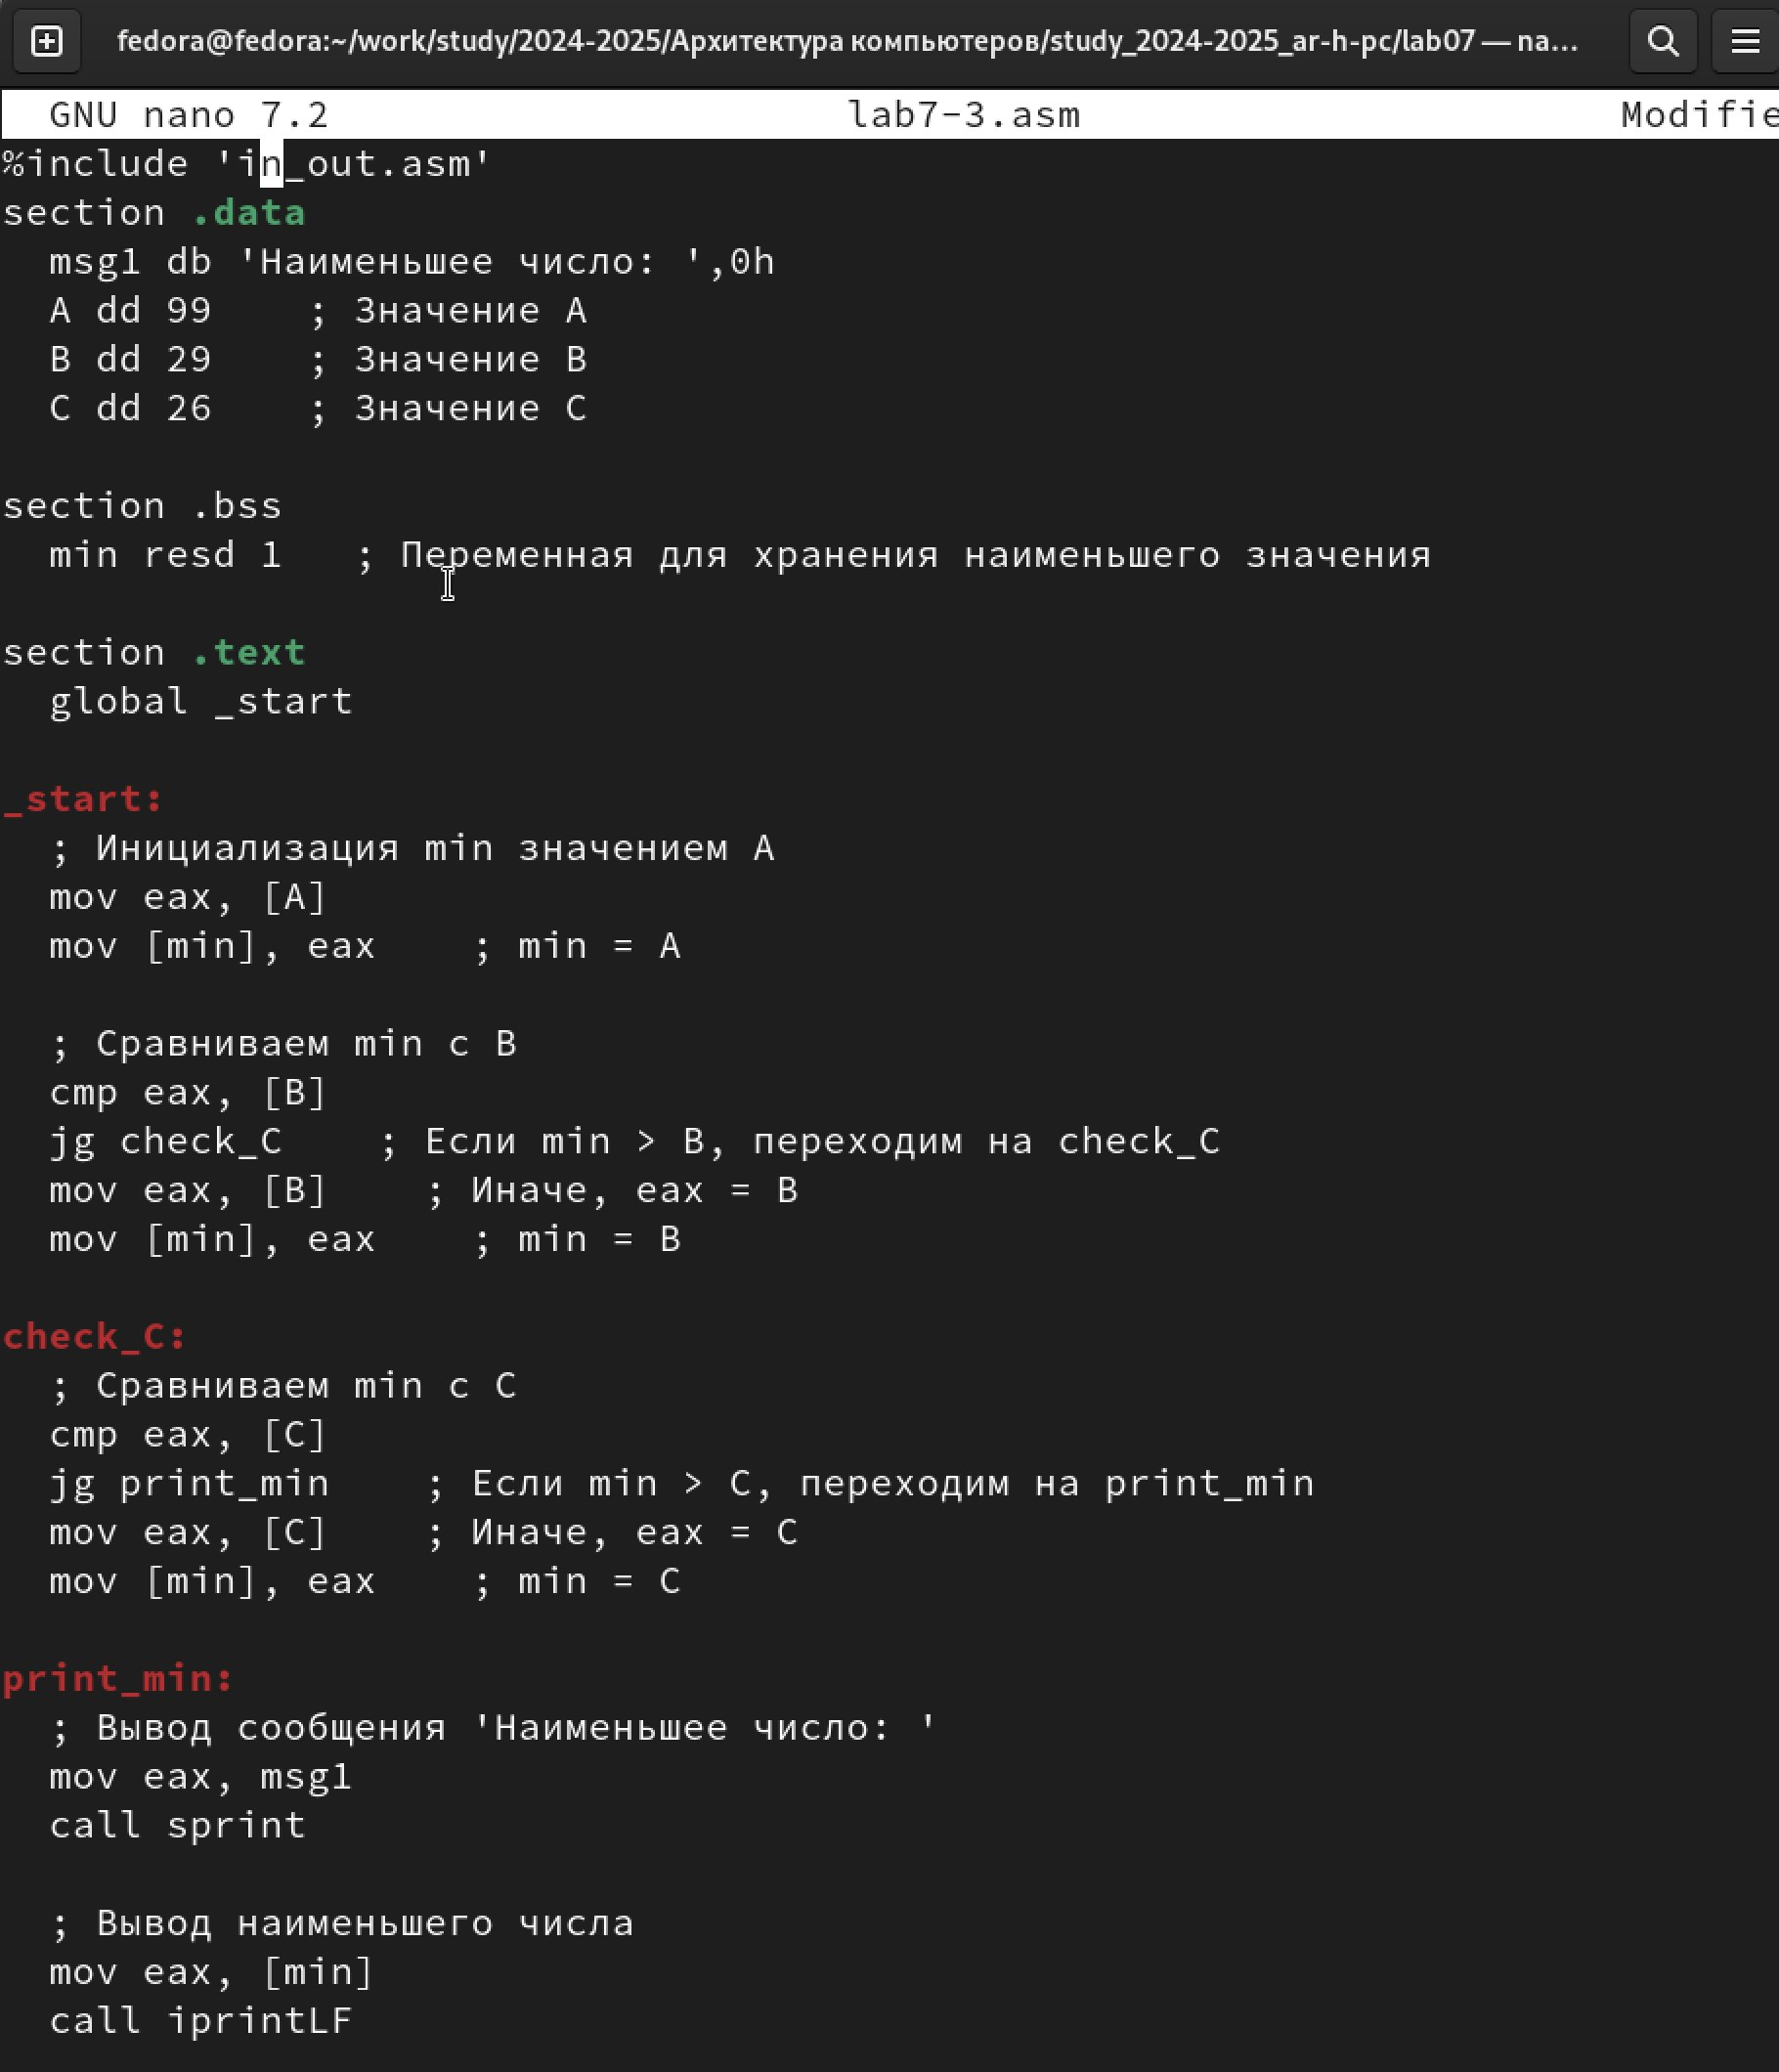 fedora@fedora:~/work/study/2024-2025/Архитектура компьютеров/study_2024-2025_ar-h-pc/lab07 — na...
GNU nano 7.2 lab7-3.asm Modifie
%include 'in_out.asm'
section .data
msg1 db 'Наименьшее число: ',0h
A dd 99 ; Значение A
B dd 29 ; Значение B
C dd 26 ; Значение C
section .bss
min resd 1 ; Переменная для хранения наименьшего значения
section .text
global _start
_start:
; Инициализация min значением A
mov eax, [A]
mov [min], eax ; min = A
; Сравниваем min с B
cmp eax, [B]
jg check_C ; Если min > B, переходим на check_C
mov eax, [B] ; Иначе, eax = B
mov [min], eax ; min = B
check_C:
; Сравниваем min с C
cmp eax, [C]
jg print_min ; Если min > C, переходим на print_min
mov eax, [C] ; Иначе, eax = C
mov [min], eax ; min = C
print_min:
; Вывод сообщения 'Наименьшее число: '
mov eax, msg1
call sprint
; Вывод наименьшего числа
mov eax, [min]
call iprintLF